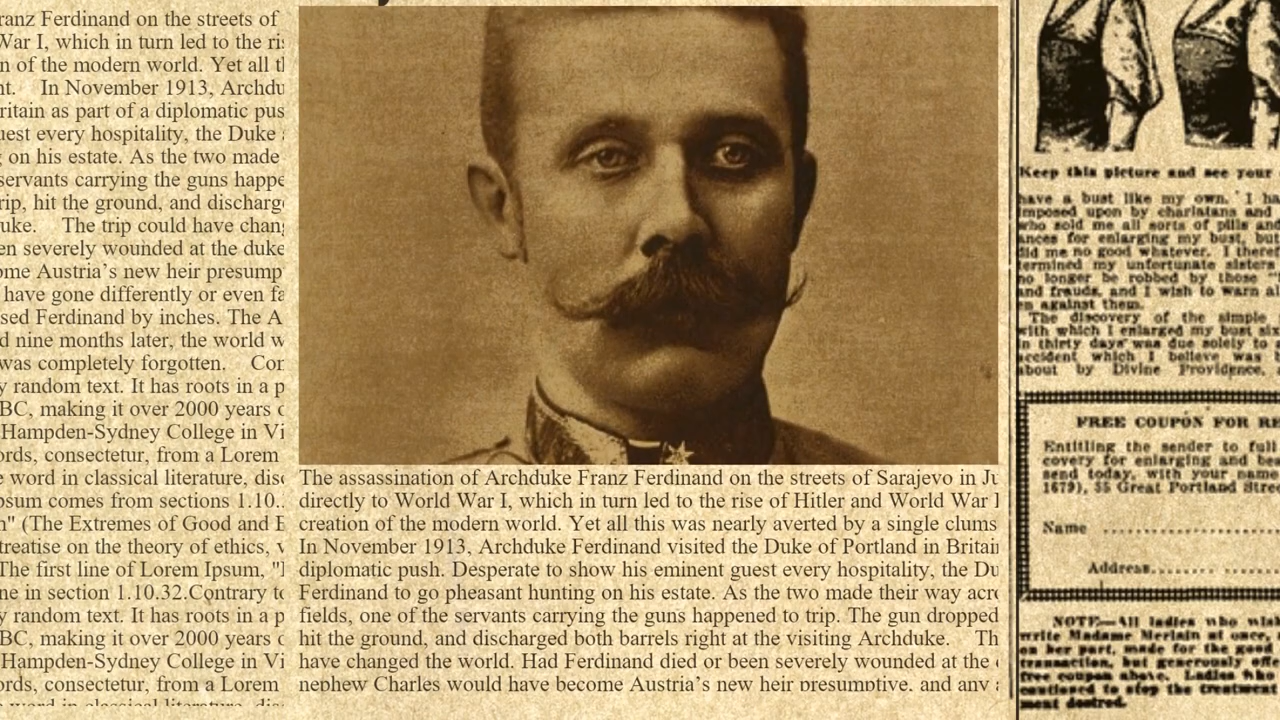 ranz Ferdinand on the streets of
War I, which in turn led to the ri
n of the modern world. Yet all t
nt. In November 1913, Archdu
ritain as part of a diplomatic pus
uest every hospitality, the Duke
g on his estate. As the two made
servants carrying the guns happe
rip, hit the ground, and discharge
uke. The trip could have chan
en severely wounded at the duke
ome Austria's new heir presump
have gone differently or even fa
sed Ferdinand by inches. The A
d nine months later, the world w
was completely forgotten. Con
y random text. It has roots in a p
BC, making it over 2000 years o
Hampden-Sydney College in Vi
ords, consectetur, from a Lorem
e word in classical literature, disc
psum comes from sections 1.10..
n" (The Extremes of Good and E
treatise on the theory of ethics, v
The first line of Lorem Ipsum, "l
ne in section 1.10.32.Contrary to
y random text. It has roots in a p
BC, making it over 2000 years o
Hampden-Sydney College in Vi
ords, consectetur, from a Lorem
e word in classical literature, disc
The assassination of Archduke Franz Ferdinand on the streets of Sarajevo in Ju
directly to World War I, which in turn led to the rise of Hitler and World War I
creation of the modern world. Yet all this was nearly averted by a single clums
In November 1913, Archduke Ferdinand visited the Duke of Portland in Britain
diplomatic push. Desperate to show his eminent guest every hospitality, the Du
Ferdinand to go pheasant hunting on his estate. As the two made their way acro
fields, one of the servants carrying the guns happened to trip. The gun dropped
hit the ground, and discharged both barrels right at the visiting Archduke. Th
have changed the world. Had Ferdinand died or been severely wounded at the
nephew Charles would have become Austria's new heir presumptive, and any
Keep this picture and see your
have a bust like my own. I ha
imposed upon by charlatans and
who sold me all sorts of pills and
ances for enlarging my bust, but
did me no good whatever. I theref
termined my unfortunate sisters
no longer be robbed by those
and frauds, and I wish to warn al
en against them.
The discovery of the simple
with which I enlarged my bust six
in thirty days was due solely to a
accident which I believe was
about by Divine Providence,
FREE COUPON FOR RE
Entitling the sender to full
covery for enlarging and bea
send today, with your name
1679), 55 Great Portland Stree
Name
Address
NOTE—All ladies who wish
write Madame Merlain at once,
on her part, made for the good
transaction, but generously offe
free coupon above. Ladies who
cautioned to stop the treatment
ment desired.